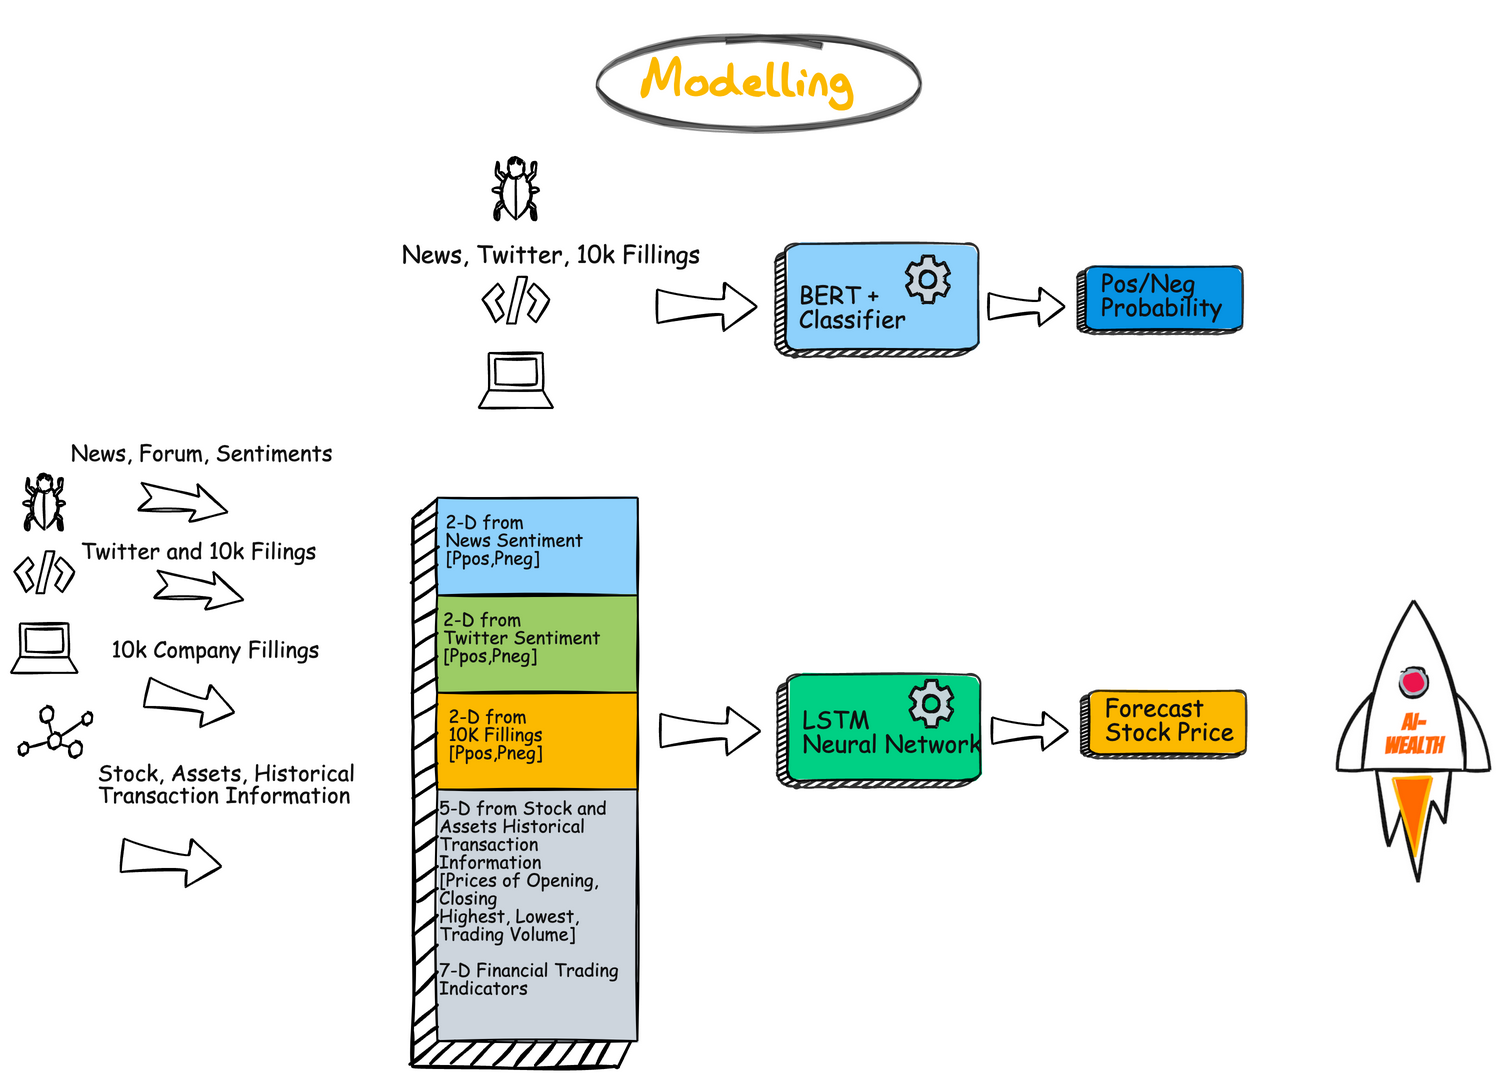 Modelling
News, Twitter, 10k Fillings
BERT +
Classifier
Pos/Neg
Probability
News, Forum, Sentiments
Twitter and 10k Filings
10k Company Fillings
Stock, Assets, Historical
Transaction Information
2-D from
News Sentiment
[Ppos,Pneg]
2-D from
Twitter Sentiment
[Ppos,Pneg]
2-D from
10K Fillings
[Ppos,Pneg]
5-D from Stock and
Assets Historical
Transaction
Information
[Prices of Opening,
Closing
Highest, Lowest,
Trading Volume]
7-D Financial Trading
Indicators
LSTM
Neural Network
Forecast
Stock Price
AI-
WEALTH